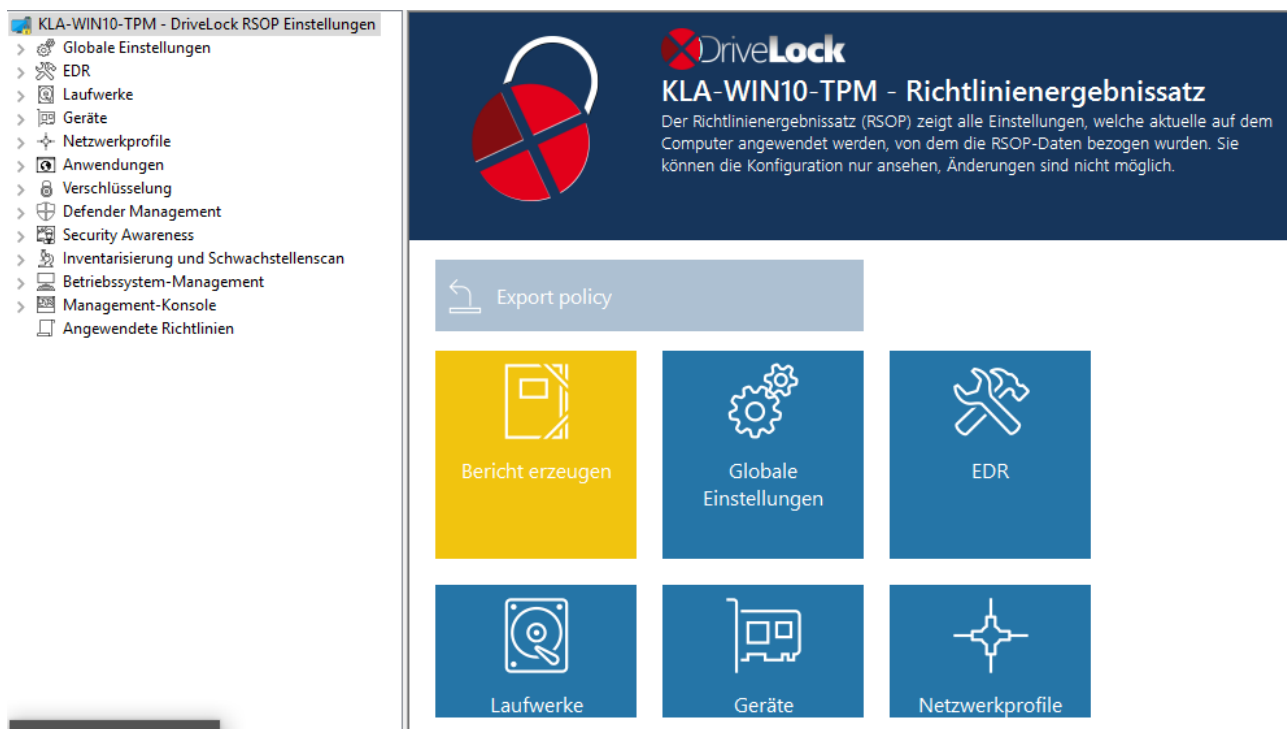 KLA-WIN10-TPM - DriveLock RSOP Einstellungen
Globale Einstellungen
EDR
Laufwerke
Geräte
Netzwerkprofile
Anwendungen
Verschlüsselung
Defender Management
Security Awareness
Inventarisierung und Schwachstellenscan
Betriebssystem-Management
Management-Konsole
Angewendete Richtlinien
DriveLock
KLA-WIN10-TPM - Richtlinienergebnissatz
Der Richtlinienergebnissatz (RSOP) zeigt alle Einstellungen, welche aktuelle auf dem
Computer angewendet werden, von dem die RSOP-Daten bezogen wurden. Sie
können die Konfiguration nur ansehen, Änderungen sind nicht möglich.
Export policy
Bericht erzeugen
Globale
Einstellungen
EDR
Laufwerke
Geräte
Netzwerkprofile